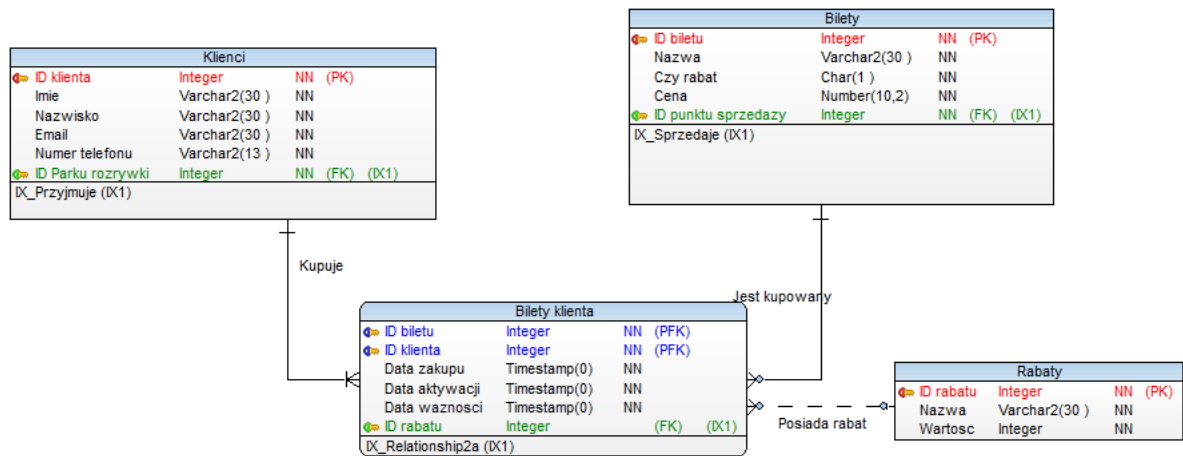 Klienci
ID klienta Integer NN (PK)
Imie Varchar2(30 ) NN
Nazwisko Varchar2(30 ) NN
Email Varchar2(30 ) NN
Numer telefonu Varchar2(13 ) NN
ID Parku rozrywki Integer NN (FK) (IX1)
IX_Przyjmuje (IX1)
Bilety
ID biletu Integer NN (PK)
Nazwa Varchar2(30 ) NN
Czy rabat Char(1 ) NN
Cena Number(10,2) NN
ID punktu sprzedazy Integer NN (FK) (IX1)
IX_Sprzedaje (IX1)
Kupuje
Jest kupowany
Bilety klienta
ID biletu Integer NN (PFK)
ID klienta Integer NN (PFK)
Data zakupu Timestamp(0) NN
Data aktywacji Timestamp(0) NN
Data waznosci Timestamp(0) NN
ID rabatu Integer (FK) (IX1)
IX_Relationship2a (IX1)
Posiada rabat
Rabaty
ID rabatu Integer NN (PK)
Nazwa Varchar2(30 ) NN
Wartosc Integer NN